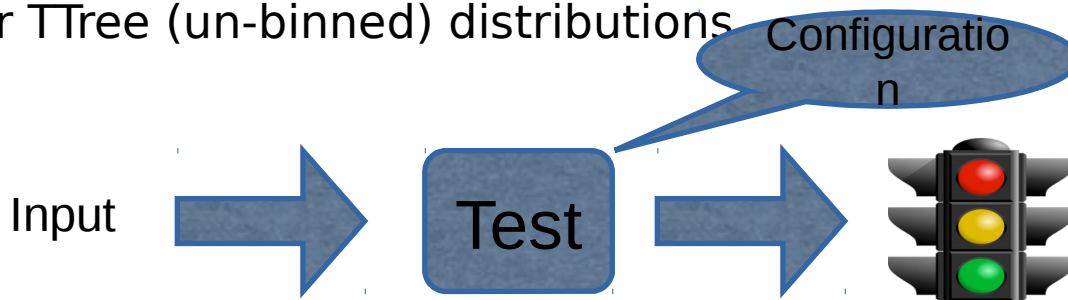 r TTree (un-binned) distributions
Configuratio
n
Input
Test